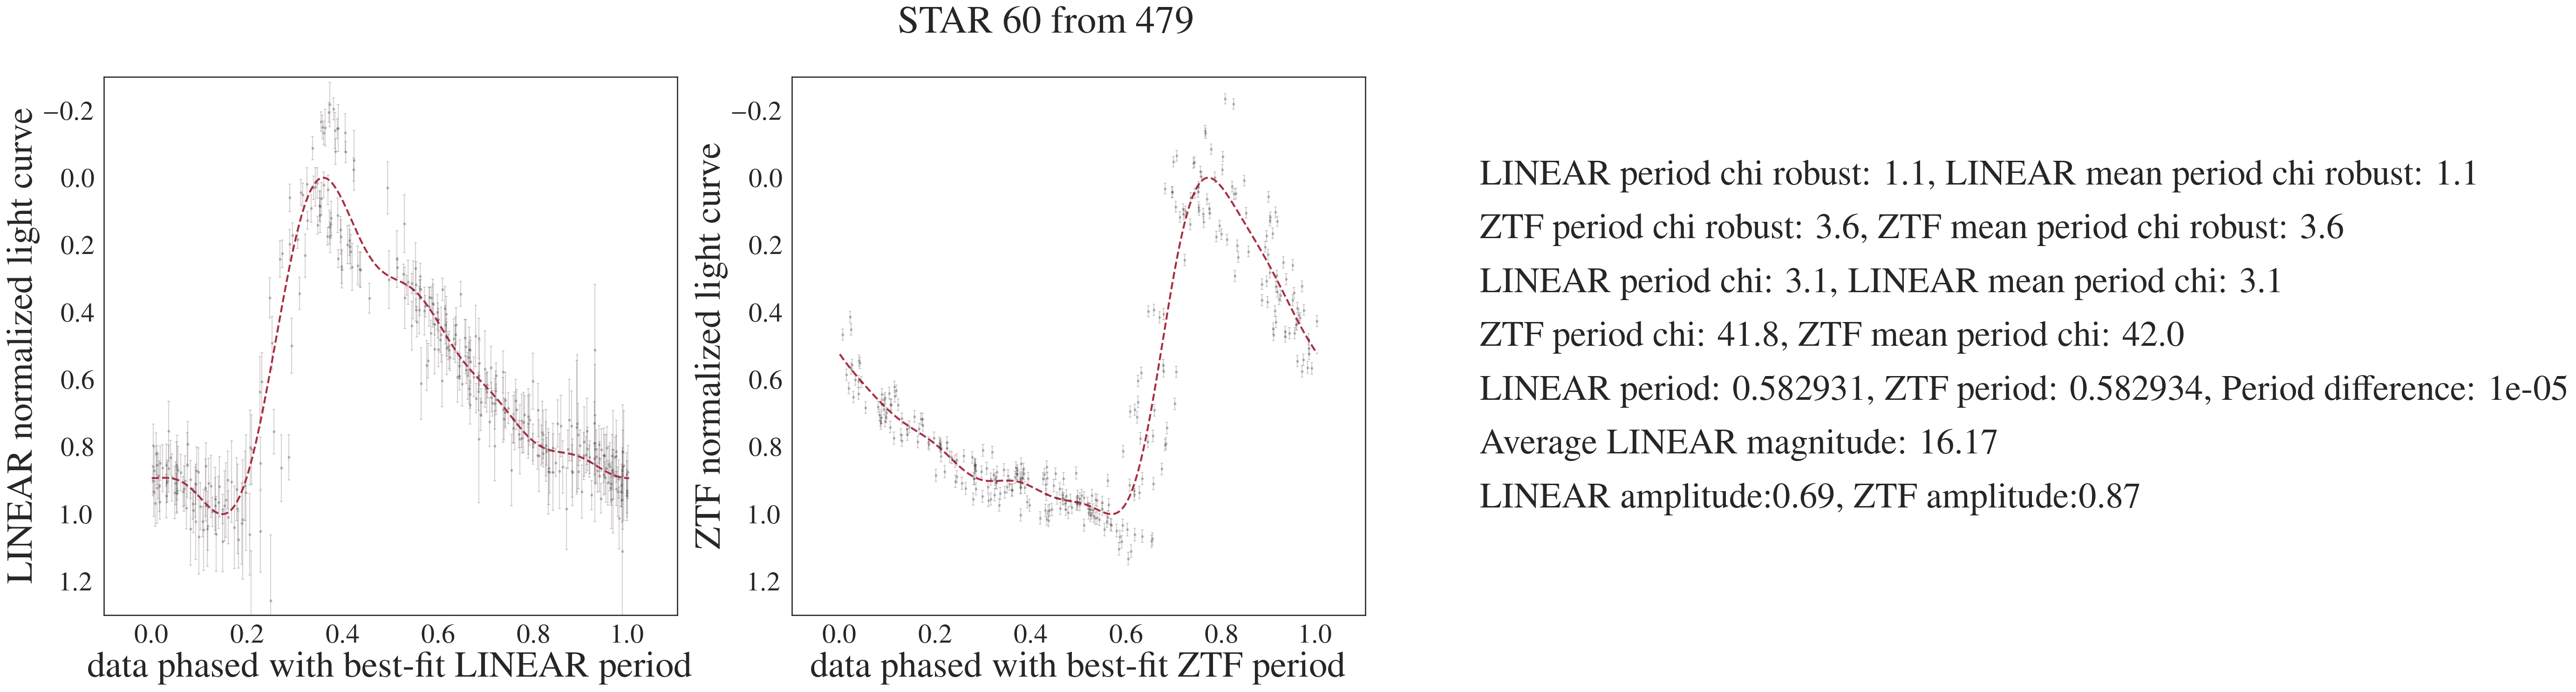 STAR 60 from 479
LINEAR normalized light curve
−0.2
0.0
0.2
0.4
0.6
0.8
1.0
1.2
0.0 0.2 0.4 0.6 0.8 1.0
data phased with best-fit LINEAR period
ZTF normalized light curve
−0.2
0.0
0.2
0.4
0.6
0.8
1.0
1.2
0.0 0.2 0.4 0.6 0.8 1.0
data phased with best-fit ZTF period
LINEAR period chi robust: 1.1, LINEAR mean period chi robust: 1.1
ZTF period chi robust: 3.6, ZTF mean period chi robust: 3.6
LINEAR period chi: 3.1, LINEAR mean period chi: 3.1
ZTF period chi: 41.8, ZTF mean period chi: 42.0
LINEAR period: 0.582931, ZTF period: 0.582934, Period difference: 1e-05
Average LINEAR magnitude: 16.17
LINEAR amplitude:0.69, ZTF amplitude:0.87